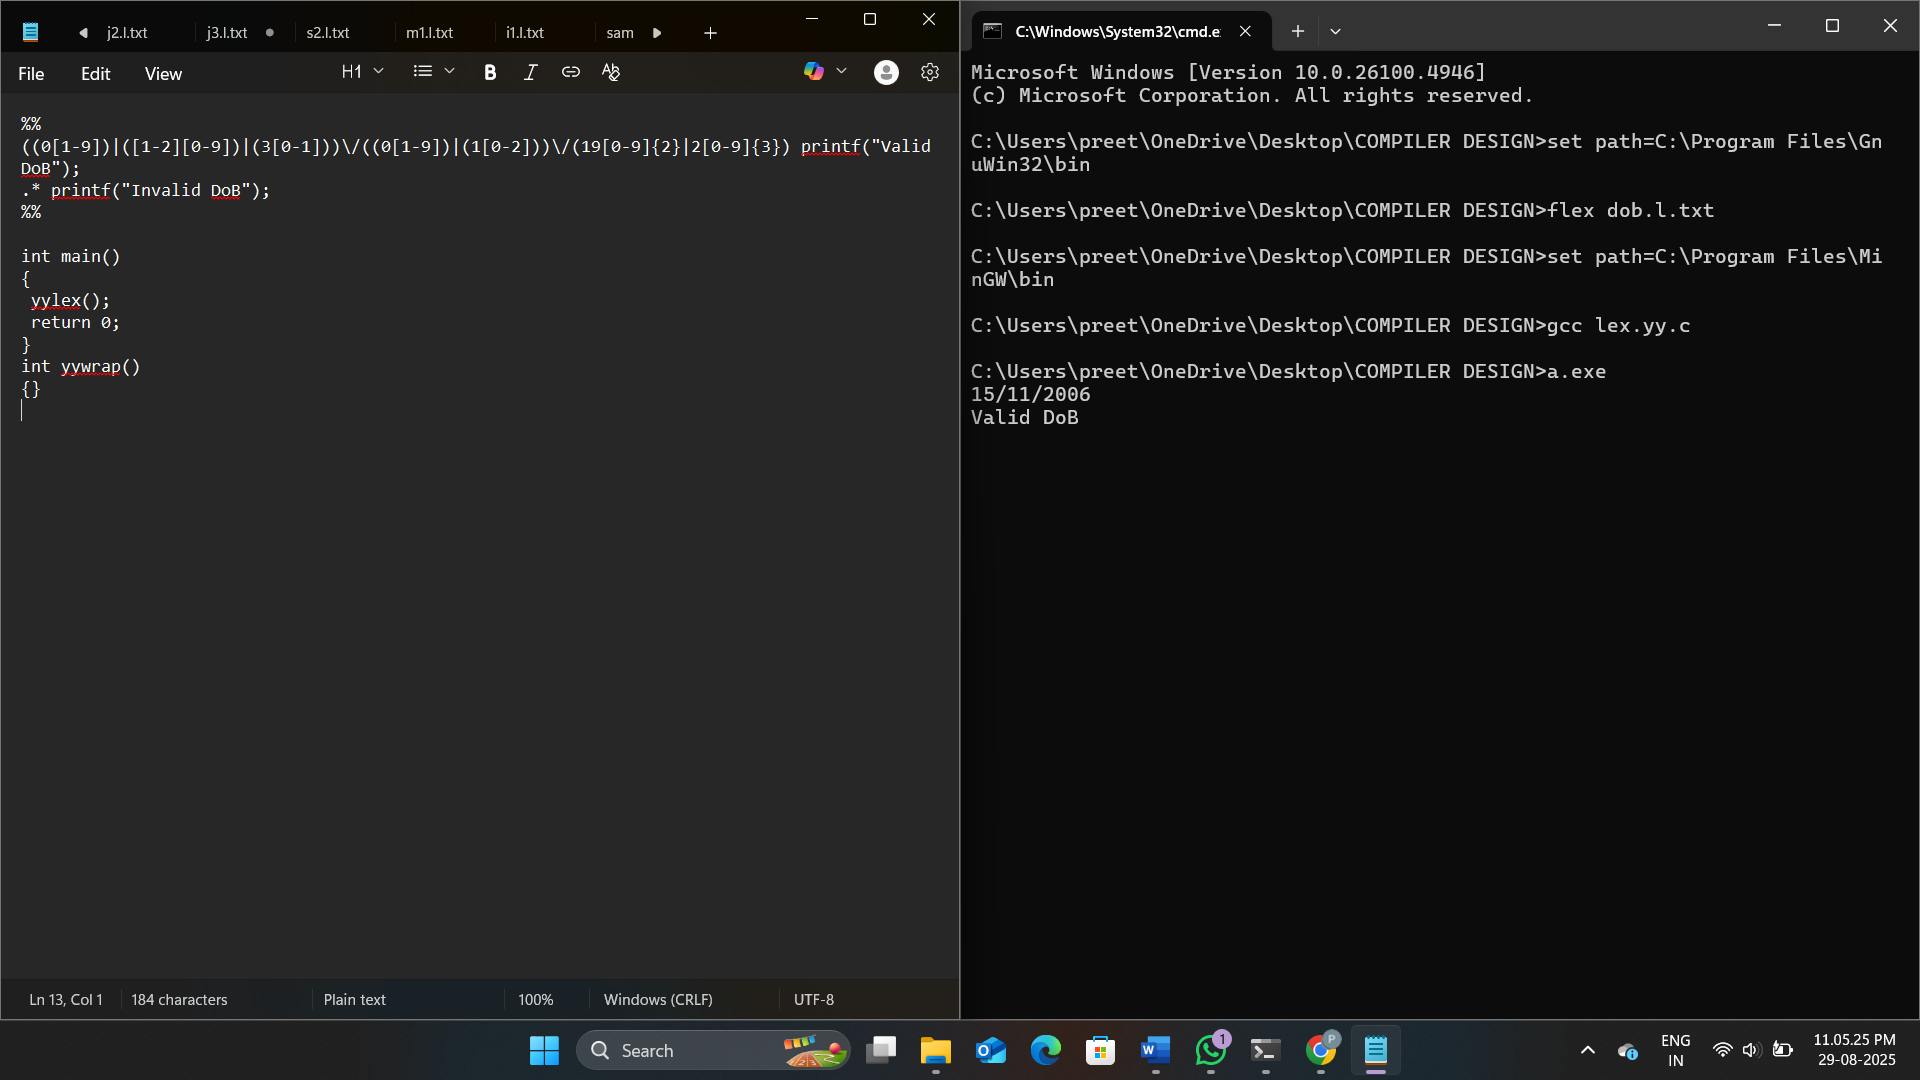 j2.l.txt
j3.l.txt
s2.l.txt
m1.l.txt
i1.l.txt
sam
File
Edit
View
H1
B
I
%%
((0[1-9])|([1-2][0-9])|(3[0-1]))\/((0[1-9])|(1[0-2]))\/(19[0-9]{2}|2[0-9]{3}) printf("Valid
DoB");
.* printf("Invalid DoB");
%%
int main()
{
yylex();
return 0;
}
int yywrap()
{}
Ln 13, Col 1
184 characters
Plain text
100%
Windows (CRLF)
UTF-8
C:\Windows\System32\cmd.e
Microsoft Windows [Version 10.0.26100.4946]
(c) Microsoft Corporation. All rights reserved.
C:\Users\preet\OneDrive\Desktop\COMPILER DESIGN>set path=C:\Program Files\Gn
uWin32\bin
C:\Users\preet\OneDrive\Desktop\COMPILER DESIGN>flex dob.l.txt
C:\Users\preet\OneDrive\Desktop\COMPILER DESIGN>set path=C:\Program Files\Mi
nGW\bin
C:\Users\preet\OneDrive\Desktop\COMPILER DESIGN>gcc lex.yy.c
C:\Users\preet\OneDrive\Desktop\COMPILER DESIGN>a.exe
15/11/2006
Valid DoB
Search
1
P
ENG
IN
11.05.25 PM
29-08-2025